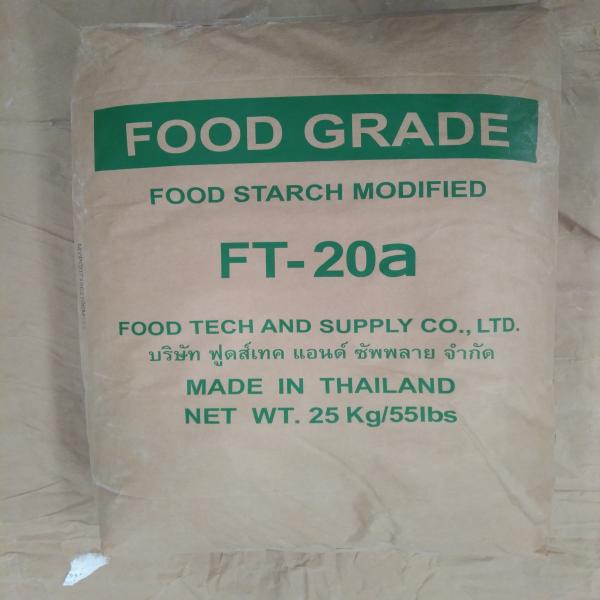 FOOD GRADE
FOOD STARCH MODIFIED
FT-20a
FOOD TECH AND SUPPLY CO., LTD.
บริษัท ฟูดส์เทค แอนด์ ซัพพลาย จำกัด
MADE IN THAILAND
NET WT. 25 Kg/55lbs